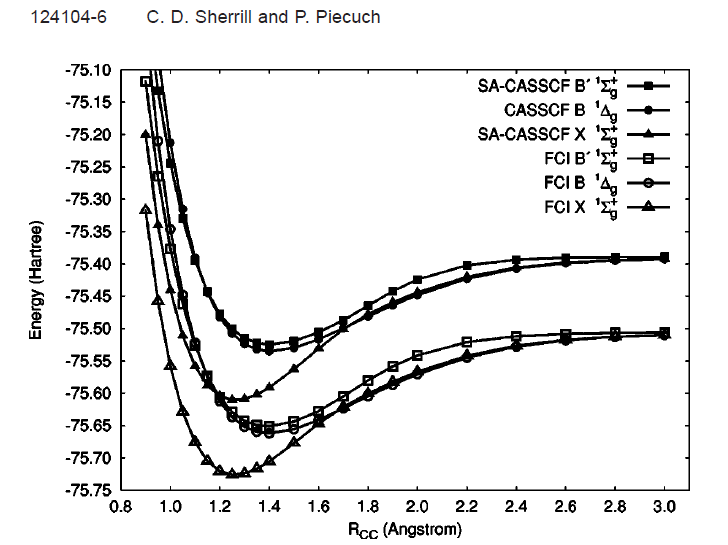 124104-6 C. D. Sherrill and P. Piecuch
-75.10
-75.15
-75.20
-75.25
-75.30
-75.35
-75.40
-75.45
-75.50
-75.55
-75.60
-75.65
-75.70
-75.75
Energy (Hartree)
SA-CASSCF B´ ¹Σg⁺
CASSCF B ¹Δg
SA-CASSCF X ¹Σg⁺
FCI B´ ¹Σg⁺
FCI B ¹Δg
FCI X ¹Σg⁺
0.8 1.0 1.2 1.4 1.6 1.8 2.0 2.2 2.4 2.6 2.8 3.0
RCC (Angstrom)